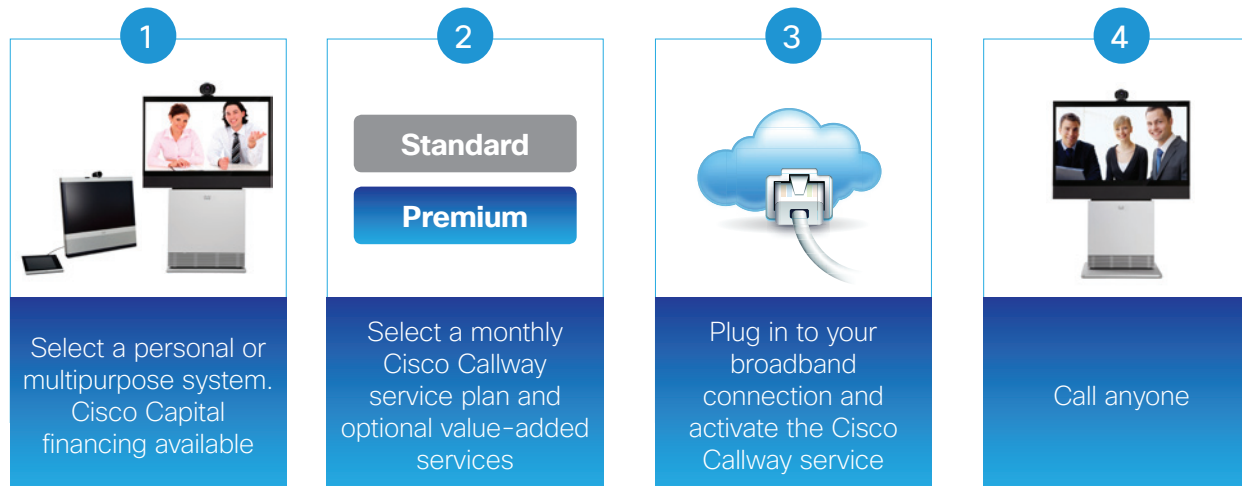 1
Select a personal or
multipurpose system.
Cisco Capital
financing available
2
Standard
Premium
Select a monthly
Cisco Callway
service plan and
optional value-added
services
3
Plug in to your
broadband
connection and
activate the Cisco
Callway service
4
Call anyone